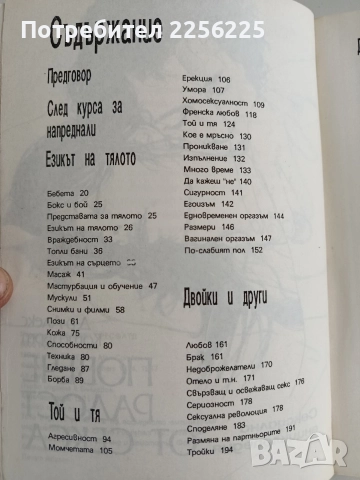 Потребител 2256225
Съдържание
Предговор
След курса за
напреднали
Езикът на тялото
Бебета 20
Бокс и бой 25
Представата за тялото 25
Езикът на тялото 26
Враждебност 33
Топли бани 36
Езикът на сърцето
Масаж 41
Мастурбация и обучение 47
Мускули 51
Снимки и филми 58
Пози 61
Кожа 75
Способности 80
Техника 80
Гледане 87
Борба 89
Той и тя
Агресивност 94
Момчетата 105
Ерекция 106
Умора 107
Хомосексуалност 109
Френска любов 118
Той и тя 124
Кое е мръсно 130
Проникване 131
Изпълнение 132
Много време 133
Да кажеш "не" 140
Сигурност 141
Егоизъм 142
Едновременен оргазъм 144
Размери 146
Вагинален оргазъм 147
По-слабият пол 152
Двойки и други
Любов 161
Брак 161
Недоброжелатели 170
Отело и т.н. 171
Свързващ и освежаващ секс 176
Сериозност 178
Сексуална революция 178
Споделяне 183
Размяна на партньорите 191
Тройки 194
bazar